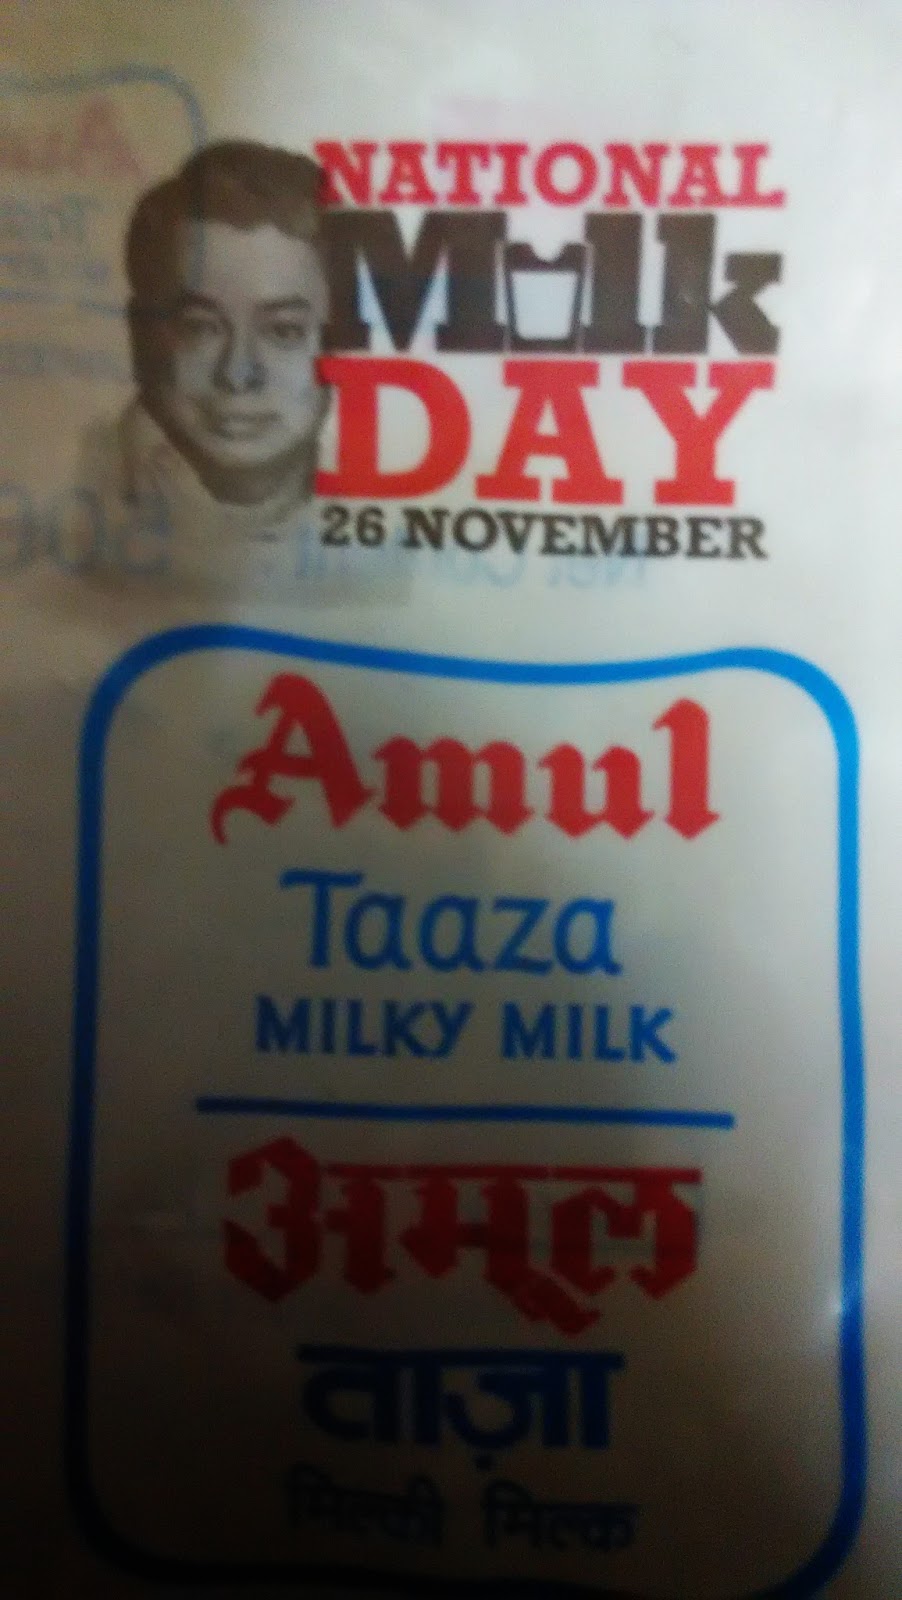 NATIONAL
Milk
DAY
26 NOVEMBER
Amul
Taaza
MILKY MILK
अमूल
ताज़ा
मिल्की मिल्क